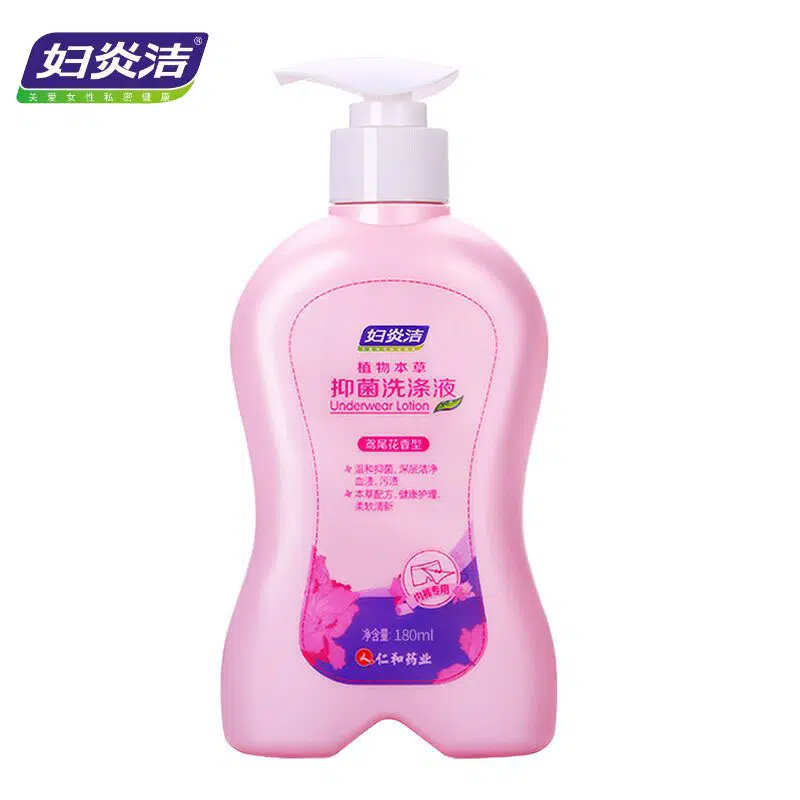 妇炎洁®
关爱女性私密健康
妇炎洁
植物本草
抑菌洗涤液
Underwear Lotion
鸢尾花香型
温和抑菌, 深层洁净
血渍, 污渍
本草配方, 健康护理,
柔软清新
内裤专用
净含量: 180ml
仁和药业